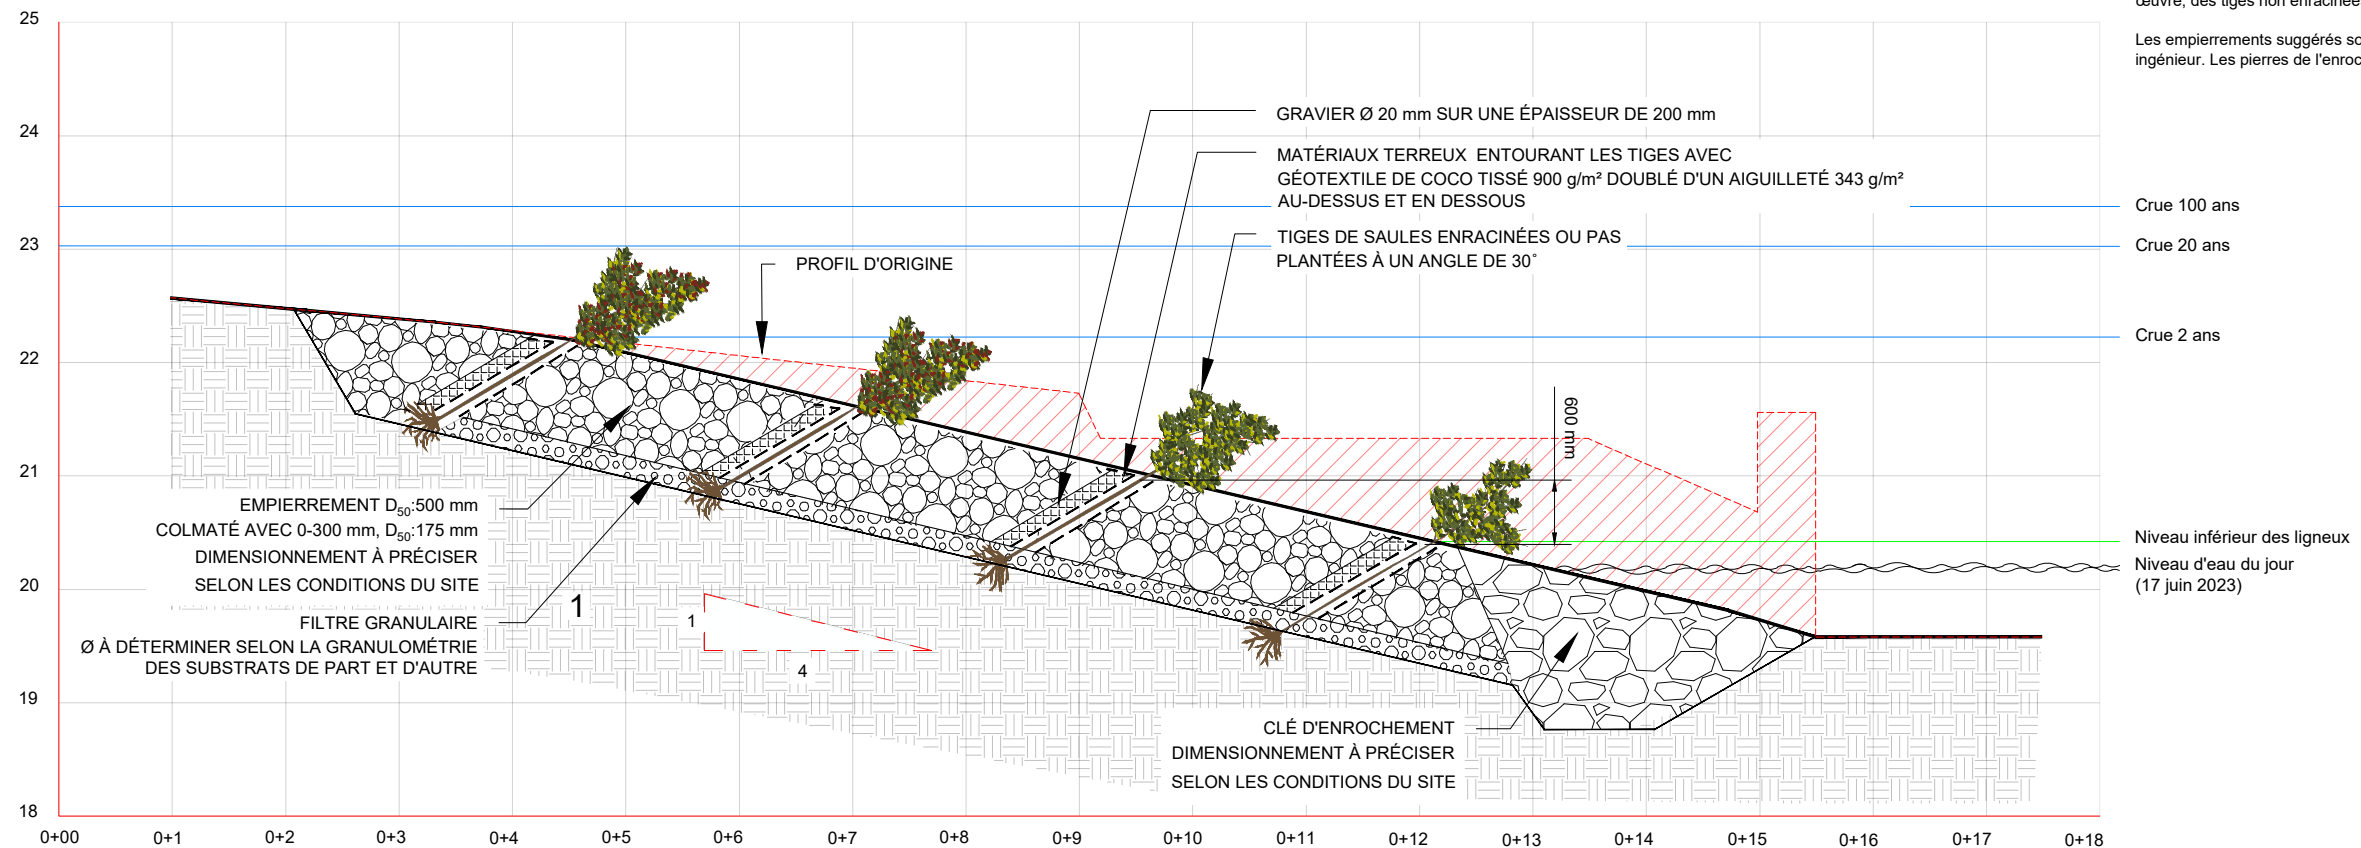 œuvre, des tiges non enracinée
Les empierrements suggérés so
ingénieur. Les pierres de l'enroc
25
24
23
22
21
20
19
18
GRAVIER Ø 20 mm SUR UNE ÉPAISSEUR DE 200 mm
MATÉRIAUX TERREUX ENTOURANT LES TIGES AVEC
GÉOTEXTILE DE COCO TISSÉ 900 g/m² DOUBLÉ D'UN AIGUILLETÉ 343 g/m²
AU-DESSUS ET EN DESSOUS
TIGES DE SAULES ENRACINÉES OU PAS
PLANTÉES À UN ANGLE DE 30°
PROFIL D'ORIGINE
Crue 100 ans
Crue 20 ans
Crue 2 ans
600 mm
Niveau inférieur des ligneux
Niveau d'eau du jour
(17 juin 2023)
EMPIERREMENT D50:500 mm
COLMATÉ AVEC 0-300 mm, D50:175 mm
DIMENSIONNEMENT À PRÉCISER
SELON LES CONDITIONS DU SITE
FILTRE GRANULAIRE
Ø À DÉTERMINER SELON LA GRANULOMÉTRIE
DES SUBSTRATS DE PART ET D'AUTRE
1
1
4
CLÉ D'ENROCHEMENT
DIMENSIONNEMENT À PRÉCISER
SELON LES CONDITIONS DU SITE
0+00 0+1 0+2 0+3 0+4 0+5 0+6 0+7 0+8 0+9 0+10 0+11 0+12 0+13 0+14 0+15 0+16 0+17 0+18